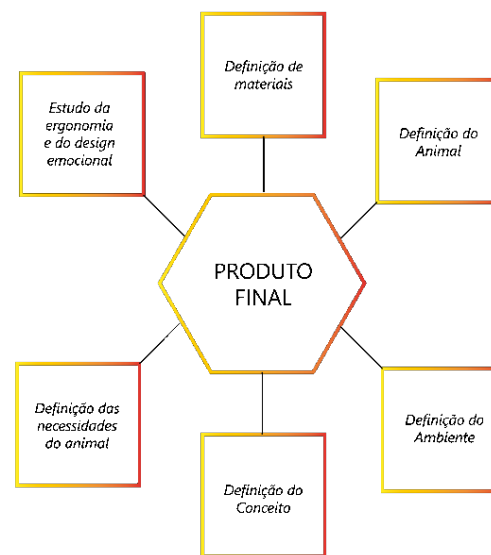 Definição de
materiais
Estudo da
ergonomia
e do design
emocional
Definição do
Animal
PRODUTO
FINAL
Definição das
necessidades
do animal
Definição do
Ambiente
Definição do
Conceito